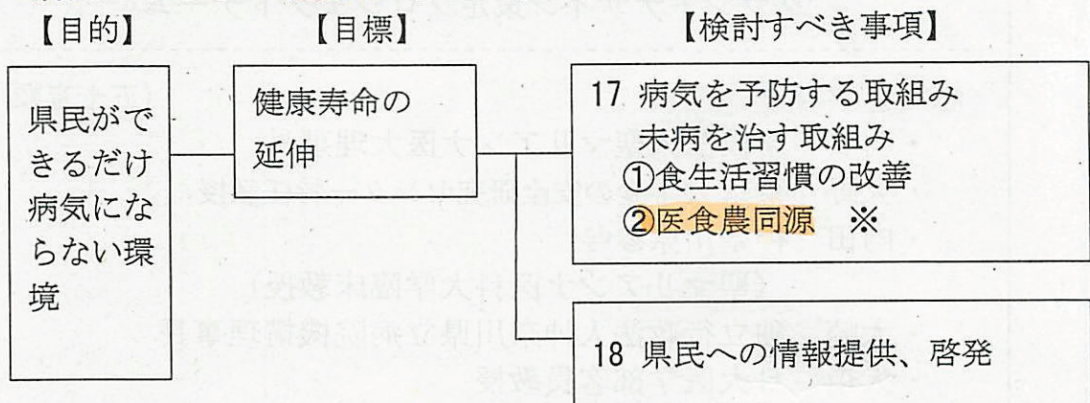 【目的】
【目標】
【検討すべき事項】
県民がで
きるだけ
病気にな
らない環
境
健康寿命の
延伸
17 病気を予防する取組み
未病を治す取組み
①食生活習慣の改善
②医食農同源 ※
18 県民への情報提供、啓発